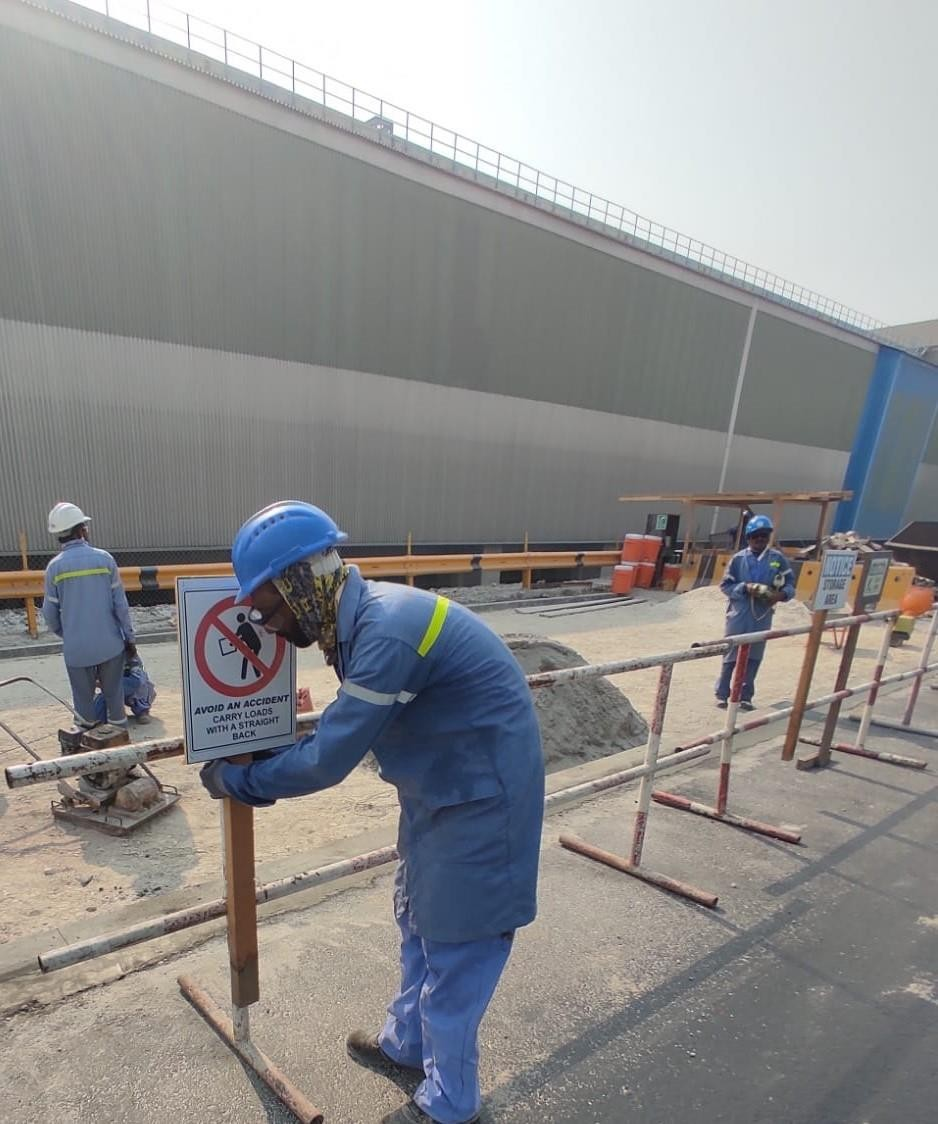 AVOID AN ACCIDENT
CARRY LOADS
WITH A STRAIGHT
BACK
NOTICE
STORAGE
AREA